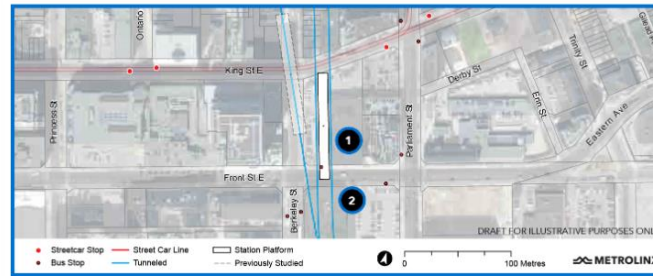 Ontario
King St E
Princess St
Derby St
Erin St
Trinity St
Gilead Pl
Eastern Ave
Parliament St
1
Front St E
Berkeley St
2
DRAFT FOR ILLUSTRATIVE PURPOSES ONL
Streetcar Stop
Street Car Line
Station Platform
Bus Stop
Tunneled
Previously Studied
0
100 Metres
METROLINX